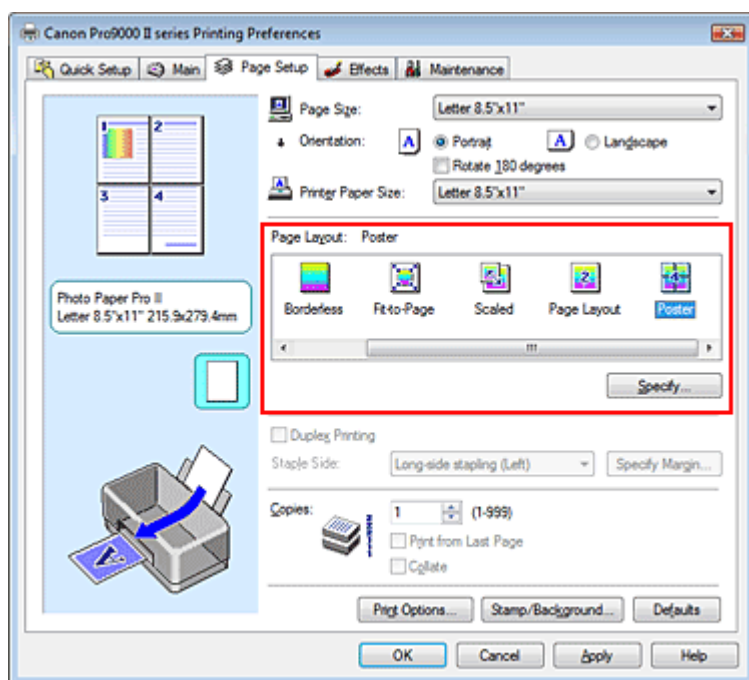 Canon Pro9000 II series Printing Preferences
Quick Setup Main Page Setup Effects Maintenance
Page Size: Letter 8.5"x11"
Orientation: A Portrait A Landscape
Rotate 180 degrees
Printer Paper Size: Letter 8.5"x11"
1 2
3 4
Page Layout: Poster
Borderless Fit-to-Page Scaled Page Layout Poster
Photo Paper Pro II
Letter 8.5"x11" 215.9x279.4mm
Specify...
Duplex Printing
Staple Side: Long-side stapling (Left) Specify Margin...
Copies: 1 (1-999)
Print from Last Page
Collate
Print Options... Stamp/Background... Defaults
OK Cancel Apply Help